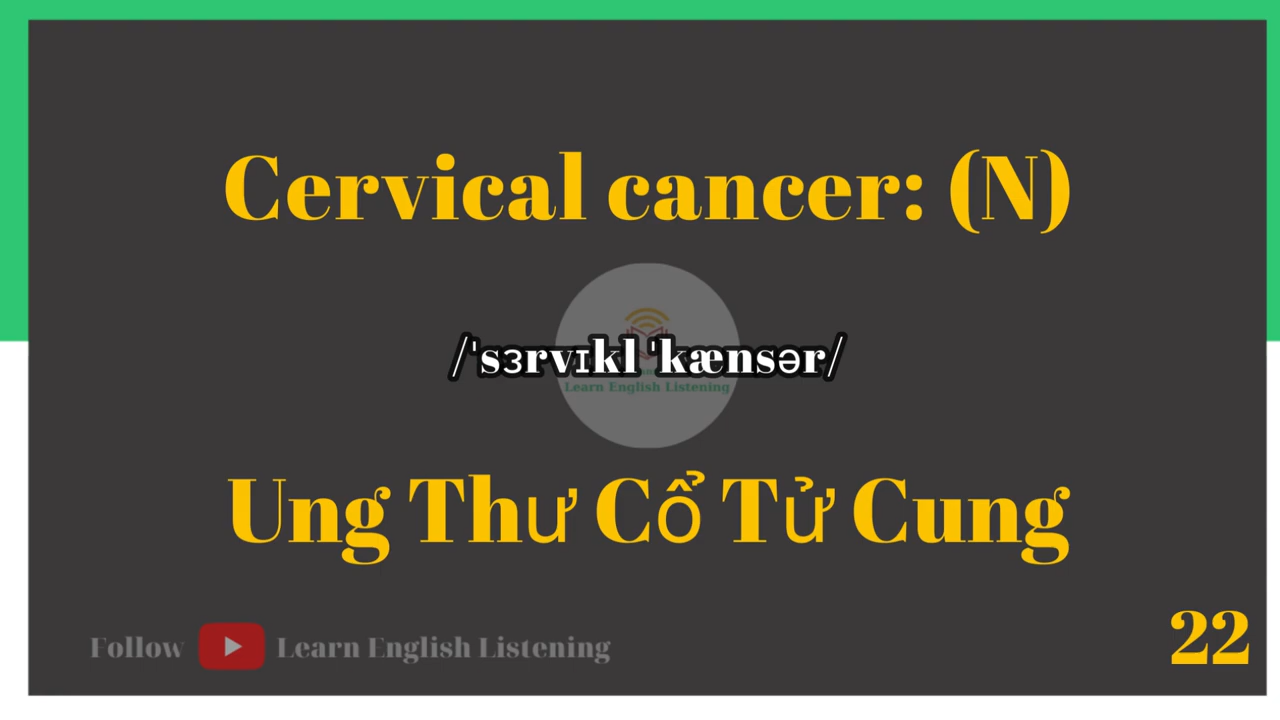 Cervical cancer: (N)
/ˈsɜrvɪkl ˈkænsər/
Learn English Listening
Ung Thư Cổ Tử Cung
22
Follow Learn English Listening